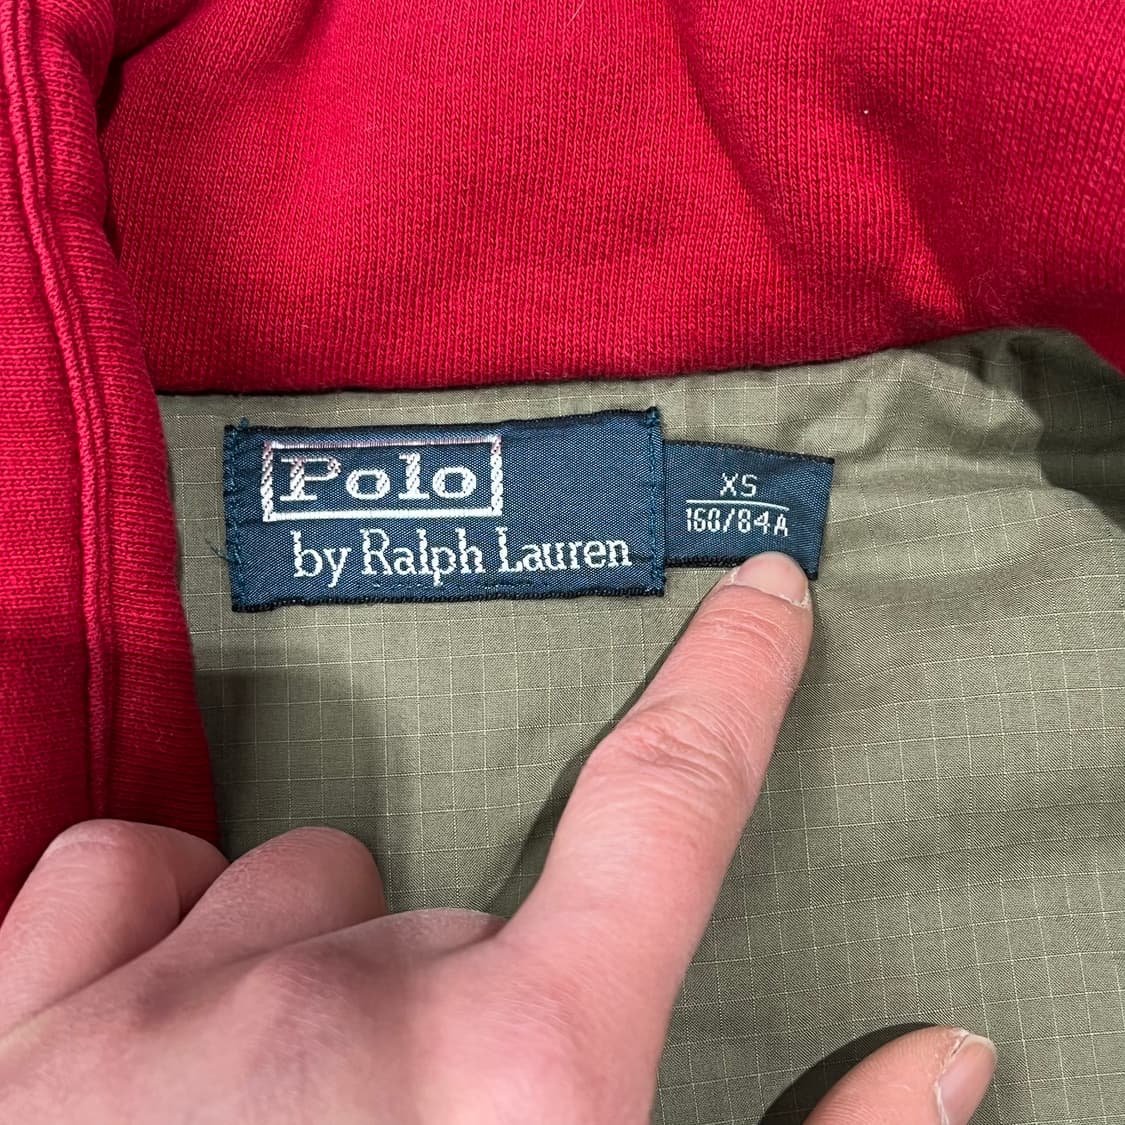 Polo
by Ralph Lauren
XS
160/84A